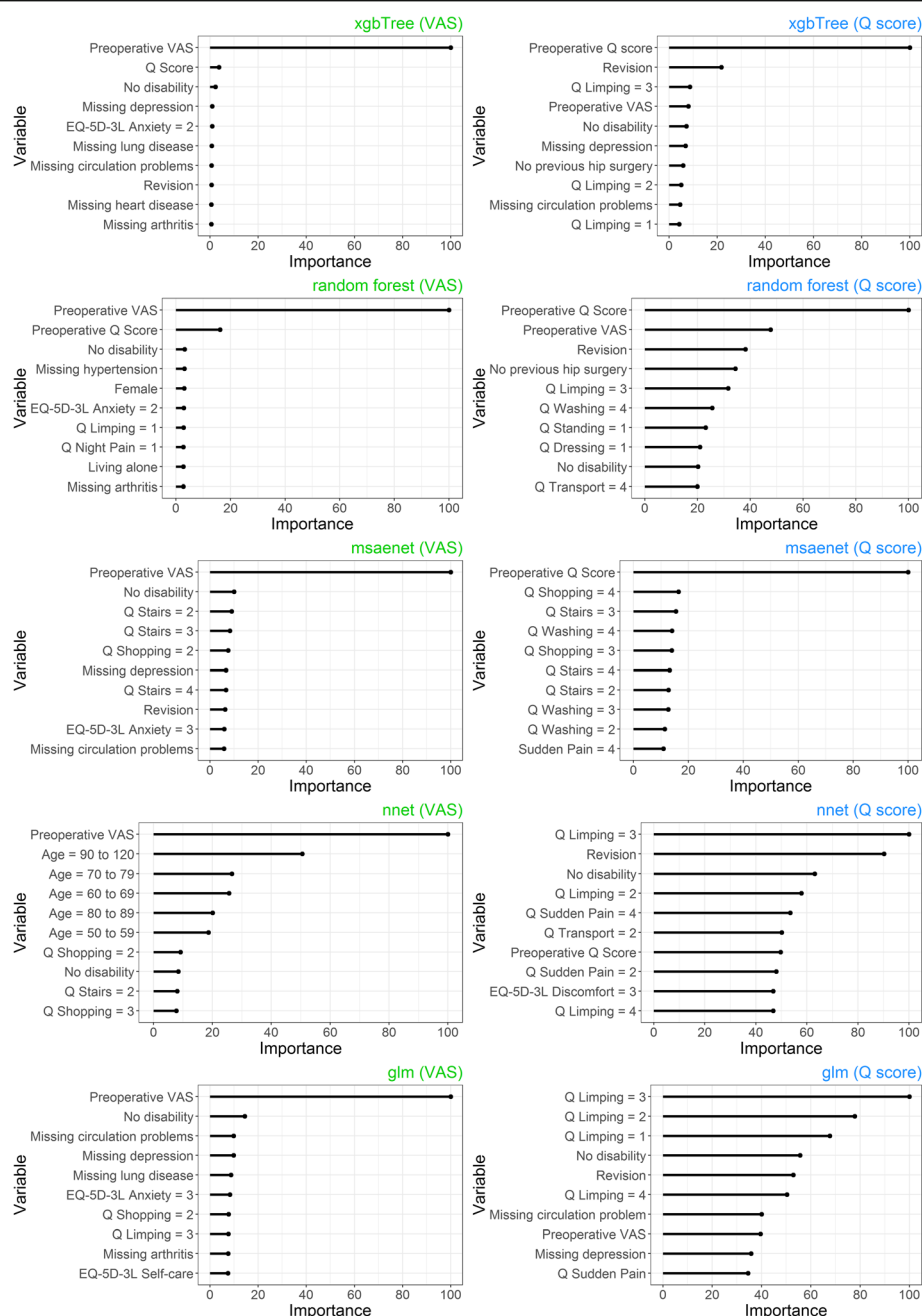 xgbTree (VAS)
Variable
Preoperative VAS
Q Score
No disability
Missing depression
EQ-5D-3L Anxiety = 2
Missing lung disease
Missing circulation problems
Revision
Missing heart disease
Missing arthritis
0 20 40 60 80 100
Importance
xgbTree (Q score)
Variable
Preoperative Q score
Revision
Q Limping = 3
Preoperative VAS
No disability
Missing depression
No previous hip surgery
Q Limping = 2
Missing circulation problems
Q Limping = 1
0 20 40 60 80 100
Importance
random forest (VAS)
Variable
Preoperative VAS
Preoperative Q Score
No disability
Missing hypertension
Female
EQ-5D-3L Anxiety = 2
Q Limping = 1
Q Night Pain = 1
Living alone
Missing arthritis
0 20 40 60 80 100
Importance
random forest (Q score)
Variable
Preoperative Q Score
Preoperative VAS
Revision
No previous hip surgery
Q Limping = 3
Q Washing = 4
Q Standing = 1
Q Dressing = 1
No disability
Q Transport = 4
0 20 40 60 80 100
Importance
msaenet (VAS)
Variable
Preoperative VAS
No disability
Q Stairs = 2
Q Stairs = 3
Q Shopping = 2
Missing depression
Q Stairs = 4
Revision
EQ-5D-3L Anxiety = 3
Missing circulation problems
0 20 40 60 80 100
Importance
msaenet (Q score)
Variable
Preoperative Q Score
Q Shopping = 4
Q Stairs = 3
Q Washing = 4
Q Shopping = 3
Q Stairs = 4
Q Stairs = 2
Q Washing = 3
Q Washing = 2
Sudden Pain = 4
0 20 40 60 80 100
Importance
nnet (VAS)
Variable
Preoperative VAS
Age = 90 to 120
Age = 70 to 79
Age = 60 to 69
Age = 80 to 89
Age = 50 to 59
Q Shopping = 2
No disability
Q Stairs = 2
Q Shopping = 3
0 20 40 60 80 100
Importance
nnet (Q score)
Variable
Q Limping = 3
Revision
No disability
Q Limping = 2
Q Sudden Pain = 4
Q Transport = 2
Preoperative Q Score
Q Sudden Pain = 2
EQ-5D-3L Discomfort = 3
Q Limping = 4
0 20 40 60 80 100
Importance
glm (VAS)
Variable
Preoperative VAS
No disability
Missing circulation problems
Missing depression
Missing lung disease
EQ-5D-3L Anxiety = 3
Q Shopping = 2
Q Limping = 3
Missing arthritis
EQ-5D-3L Self-care
0 20 40 60 80 100
Importance
glm (Q score)
Variable
Q Limping = 3
Q Limping = 2
Q Limping = 1
No disability
Revision
Q Limping = 4
Missing circulation problem
Preoperative VAS
Missing depression
Q Sudden Pain
0 20 40 60 80 100
Importance